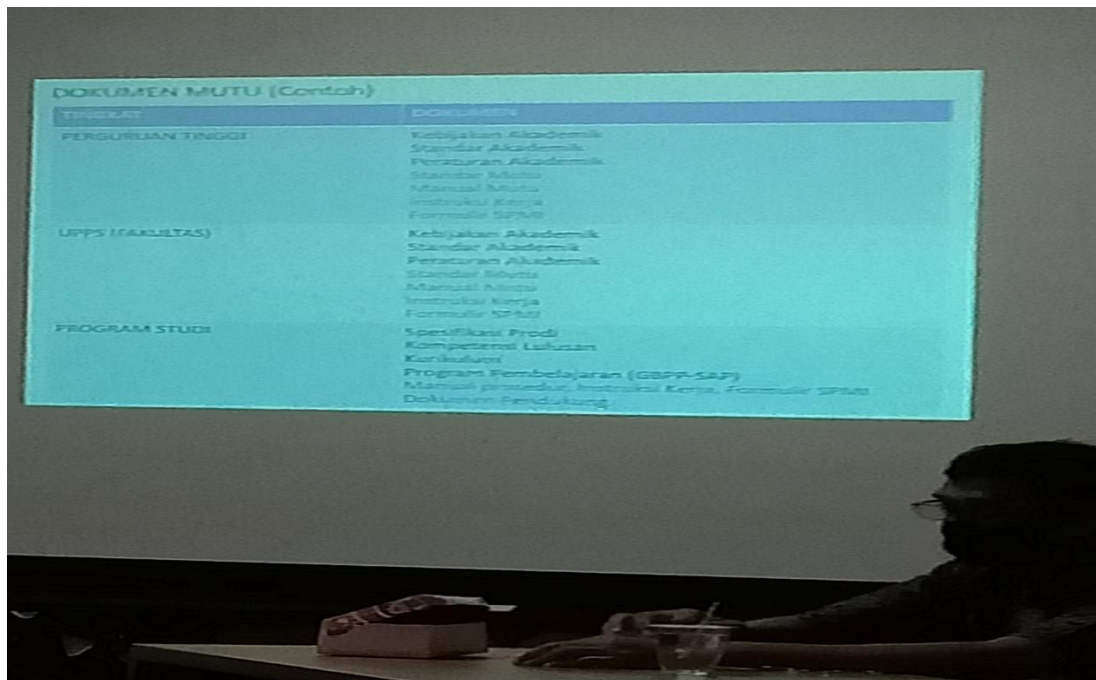 DOKUMEN MUTU (Contoh)
TINGKAT DOKUMEN
PERGURUAN TINGGI Kebijakan Akademik
Standar Akademik
Peraturan Akademik
Standar Mutu
Manual Mutu
Instruksi Kerja
Formulir SPMI
UPPS (FAKULTAS) Kebijakan Akademik
Standar Akademik
Peraturan Akademik
Standar Mutu
Manual Mutu
Instruksi Kerja
Formulir SPMI
PROGRAM STUDI Spesifikasi Prodi
Kompetensi Lulusan
Kurikulum
Program Pembelajaran (GBPP-SAP)
Manual prosedur, Instruksi Kerja, Formulir SPMI
Dokumen Pendukung